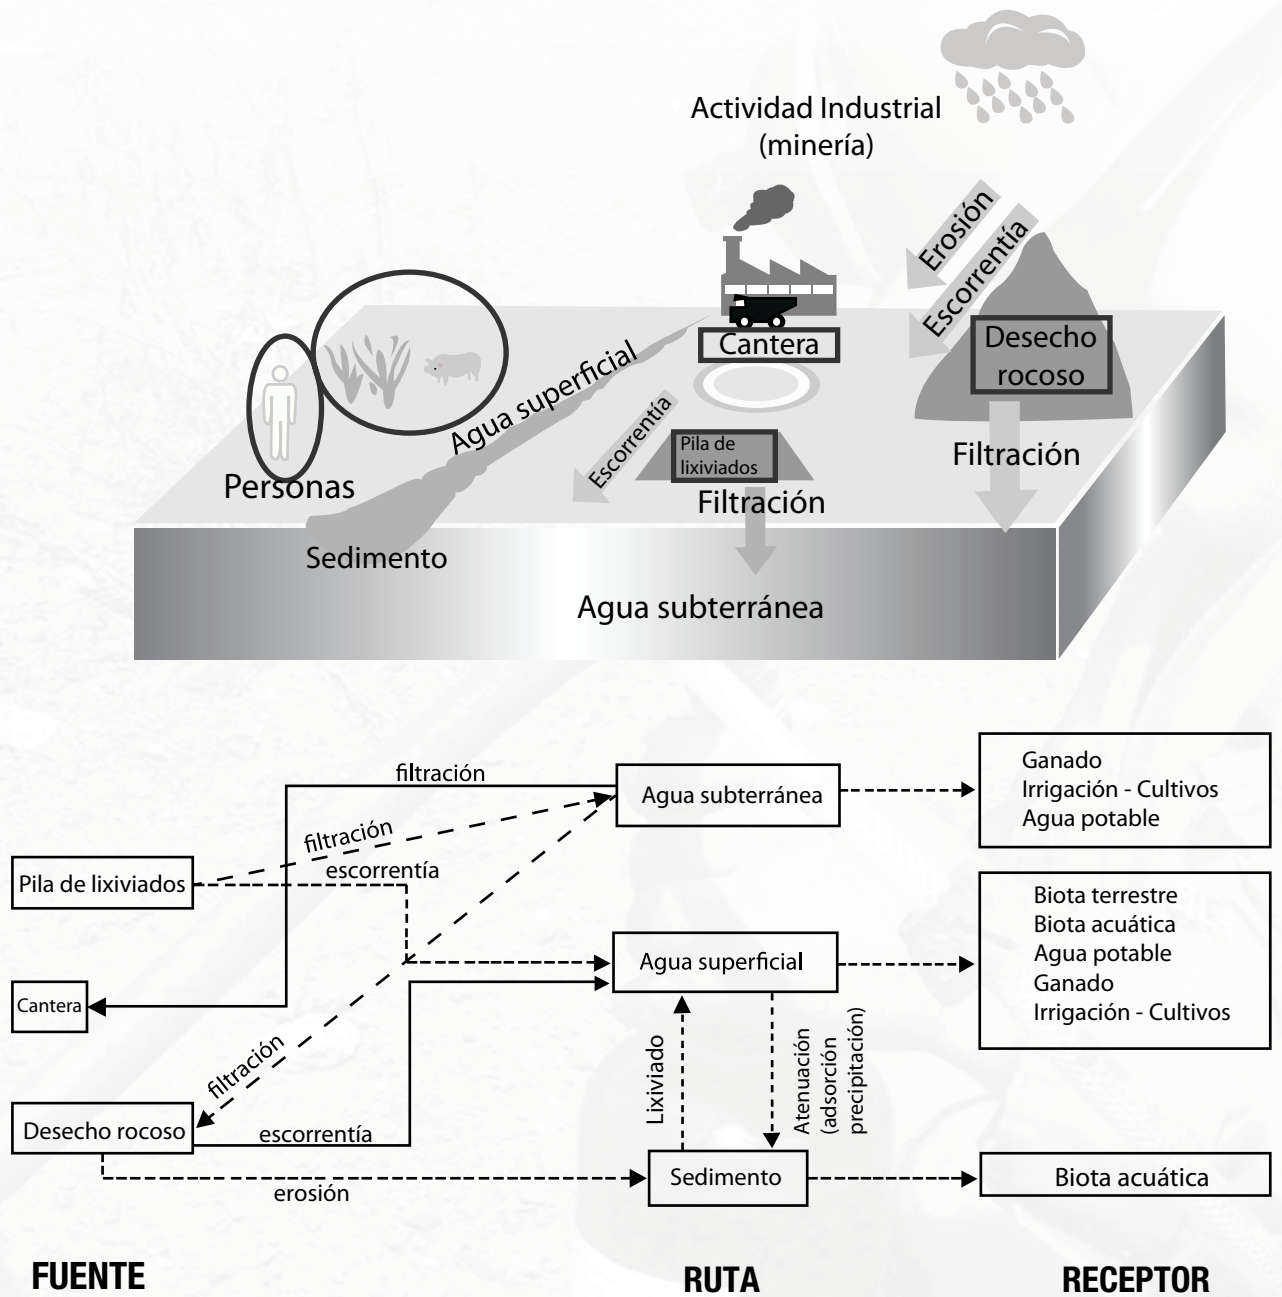 Actividad Industrial
(minería)
Erosión
Escorrentía
Cantera
Desecho
rocoso
Agua superficial
Escorrentía
Pila de
lixiviados
Filtración
Filtración
Personas
Sedimento
Agua subterránea
filtración
Agua subterránea
Ganado
Irrigación - Cultivos
Agua potable
filtración
escorrentía
Pila de lixiviados
Biota terrestre
Biota acuática
Agua potable
Ganado
Irrigación - Cultivos
Agua superficial
Cantera
filtración
Lixiviado
Atenuación
(adsorción
precipitación)
Desecho rocoso
escorrentía
erosión
Sedimento
Biota acuática
FUENTE
RUTA
RECEPTOR